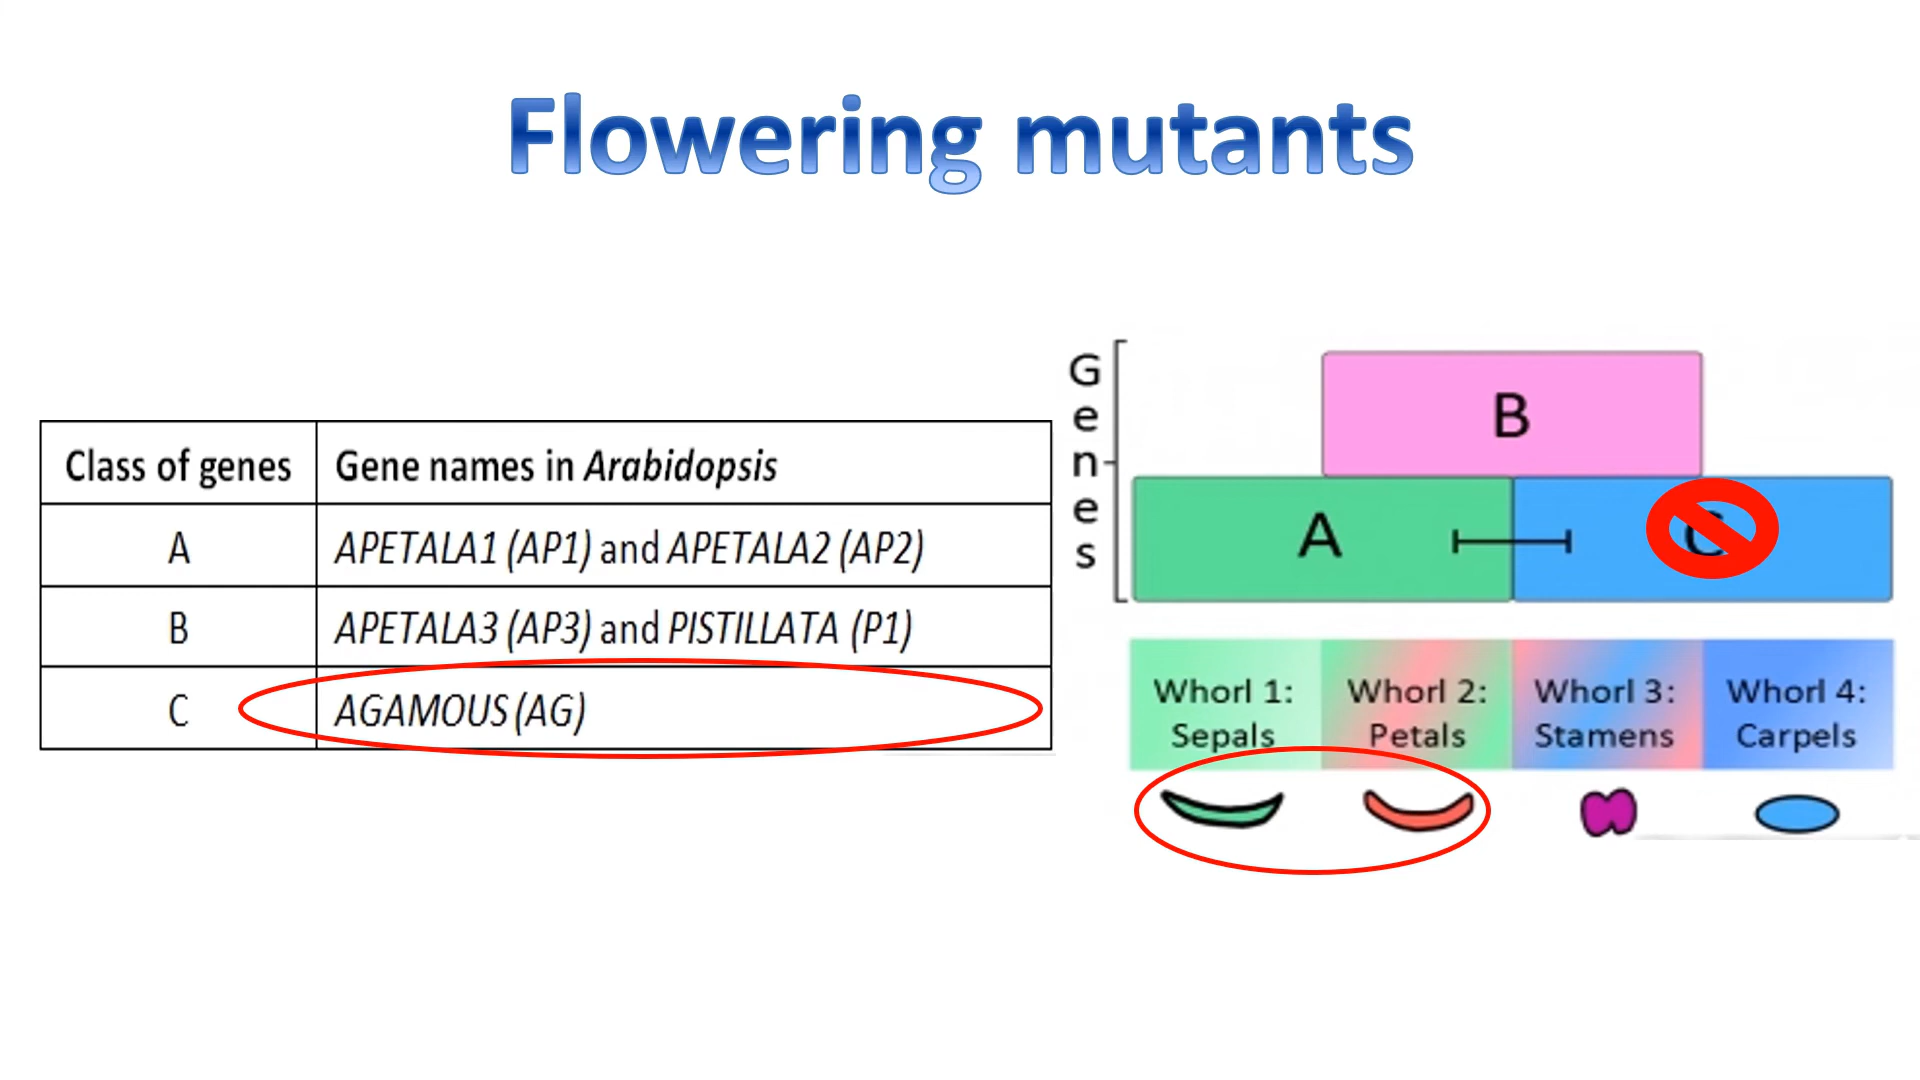 Flowering mutants
Class of genes
Gene names in Arabidopsis
A
APETALA1 (AP1) and APETALA2 (AP2)
B
APETALA3 (AP3) and PISTILLATA (P1)
C
AGAMOUS (AG)
Genes
B
A
C
Whorl 1:
Sepals
Whorl 2:
Petals
Whorl 3:
Stamens
Whorl 4:
Carpels